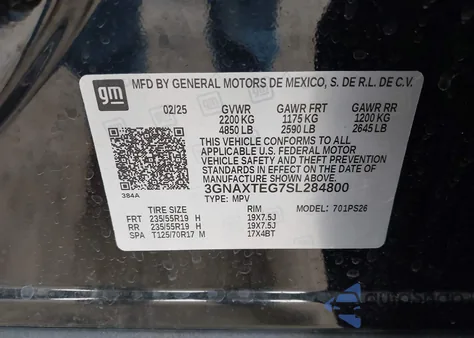 gm
MFD BY GENERAL MOTORS DE MEXICO, S. DE R.L. DE C.V.
02/25 GVWR GAWR FRT GAWR RR
2200 KG 1175 KG 1200 KG
4850 LB 2590 LB 2645 LB
THIS VEHICLE CONFORMS TO ALL
APPLICABLE U.S. FEDERAL MOTOR
VEHICLE SAFETY, BUMPER, AND THEFT
PREVENTION STANDARDS IN EFFECT ON
THE DATE OF MANUFACTURE SHOWN ABOVE.
3GNAXTEG7SL284800
384A
TYPE: MPV MODEL: 701PS26
TIRE SIZE RIM
FRT 235/55R19 H 19X7.5J
RR 235/55R19 H 19X7.5J
SPA T125/70R17 M 17X4BT